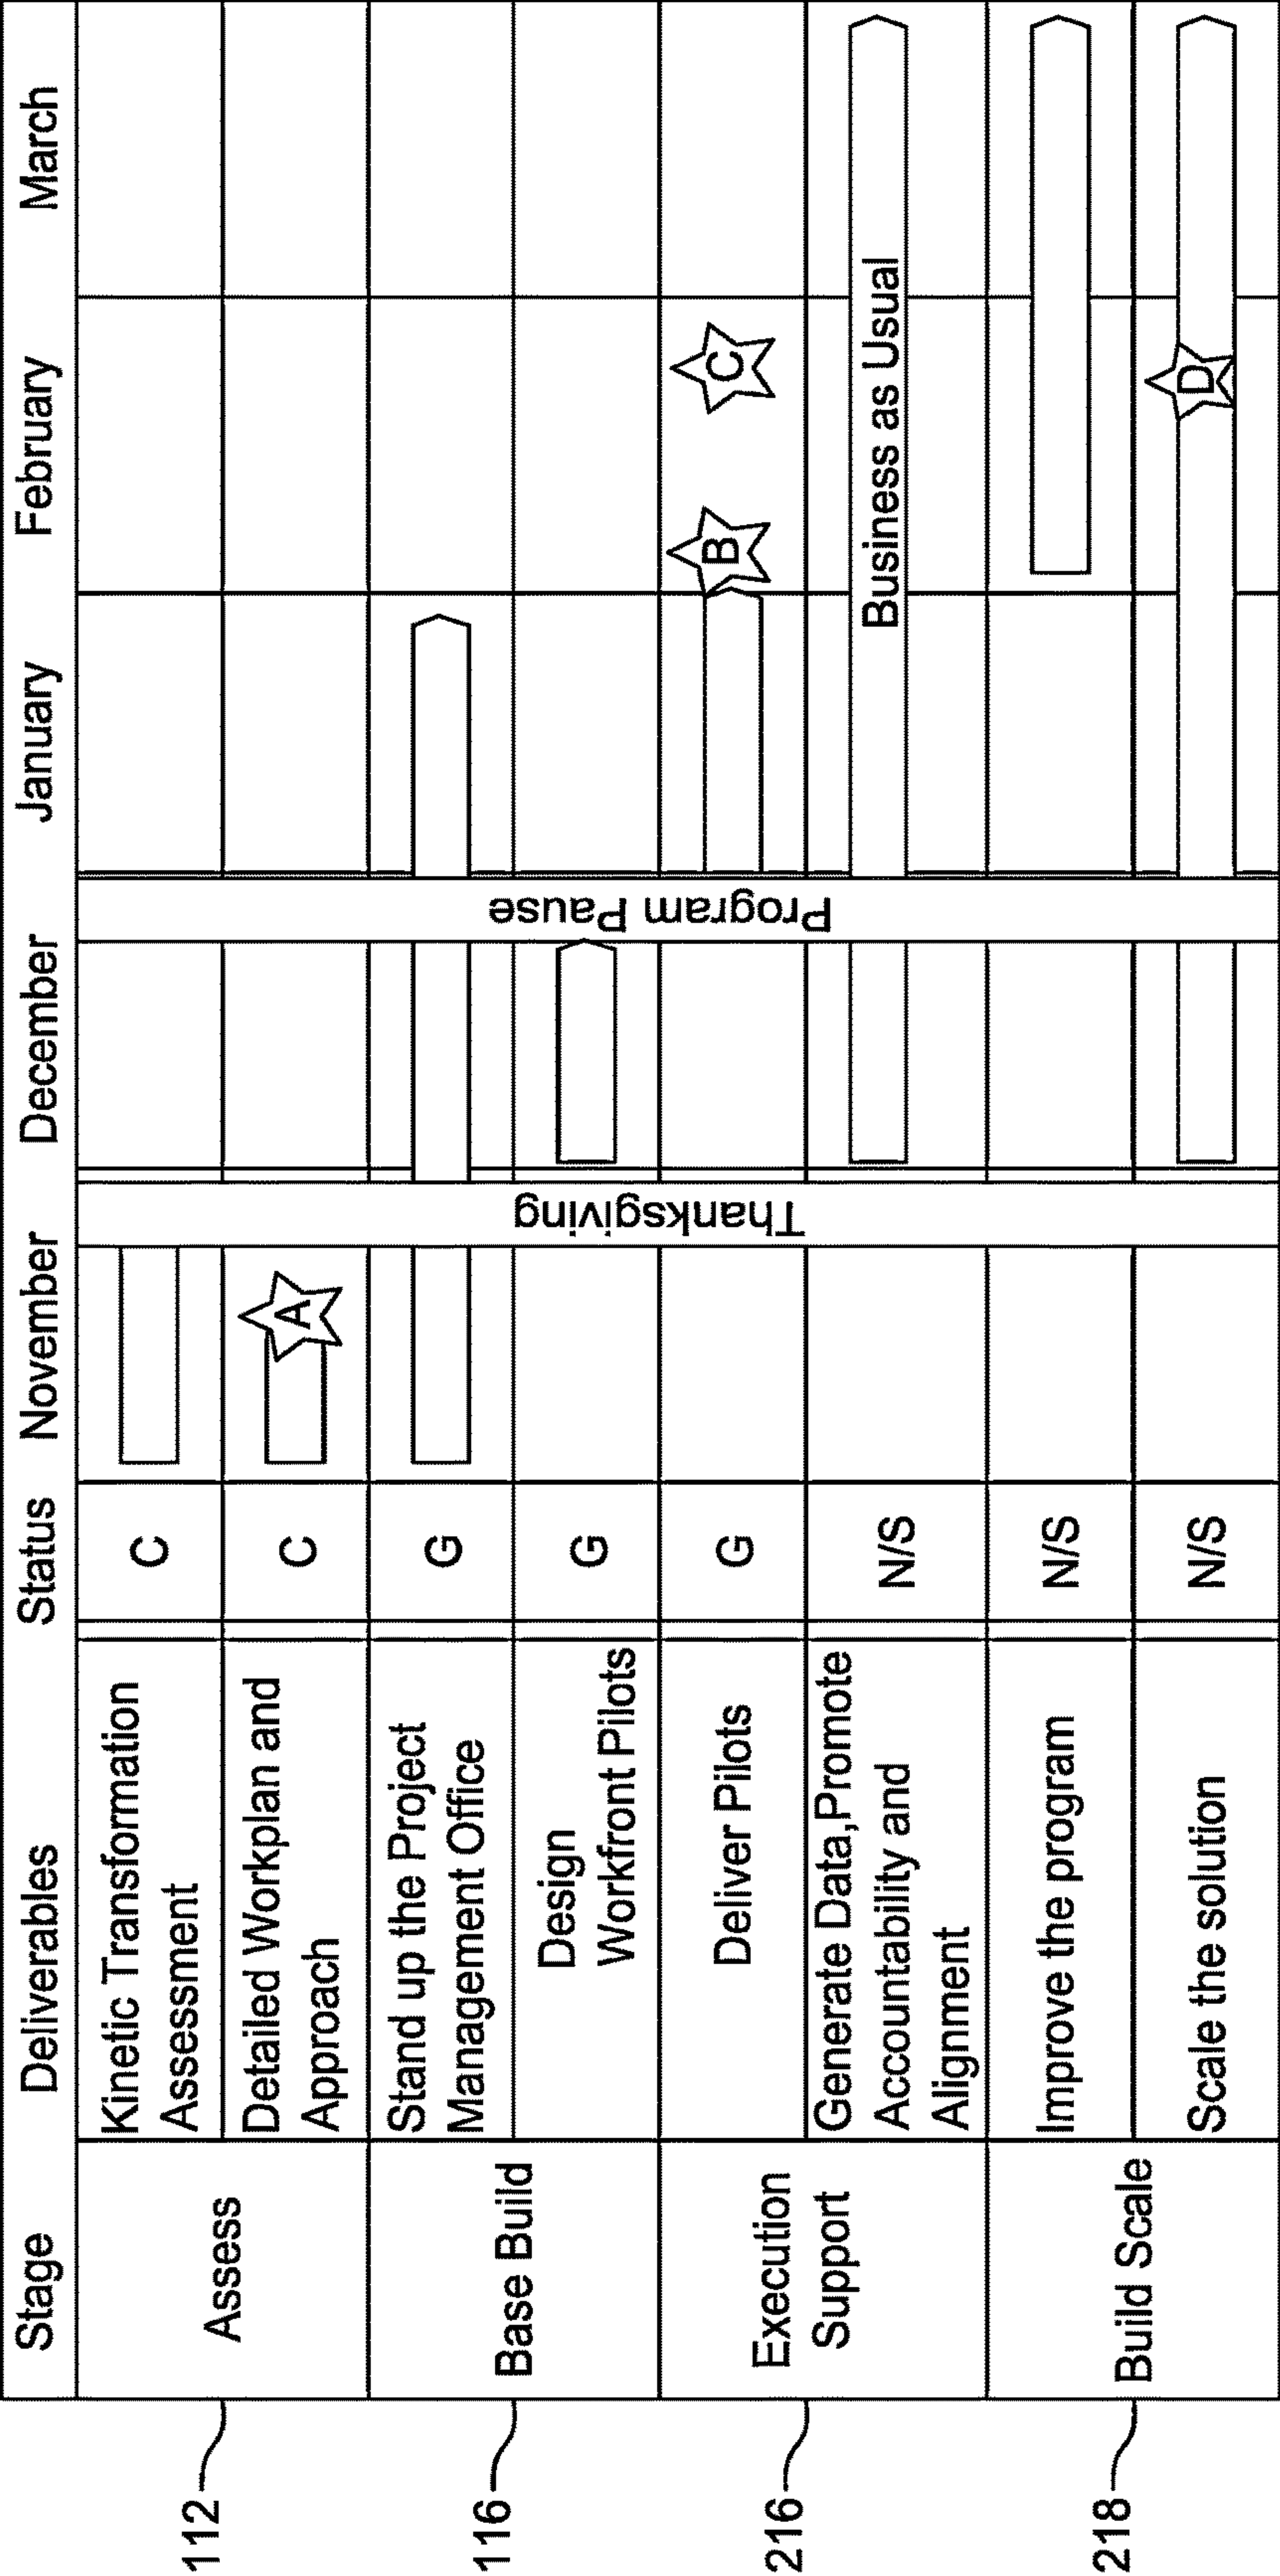 Stage Deliverables Status November December January February March
112
Assess
Kinetic Transformation
Assessment
C
Detailed Workplan and
Approach
C
A
116
Base Build
Stand up the Project
Management Office
G
Design
Workfront Pilots
G
216
Execution
Support
Deliver Pilots
G
B
C
Generate Data,Promote
Accountability and
Alignment
N/S
Business as Usual
218
Build Scale
Improve the program
N/S
Scale the solution
N/S
D
Thanksgiving
Program Pause